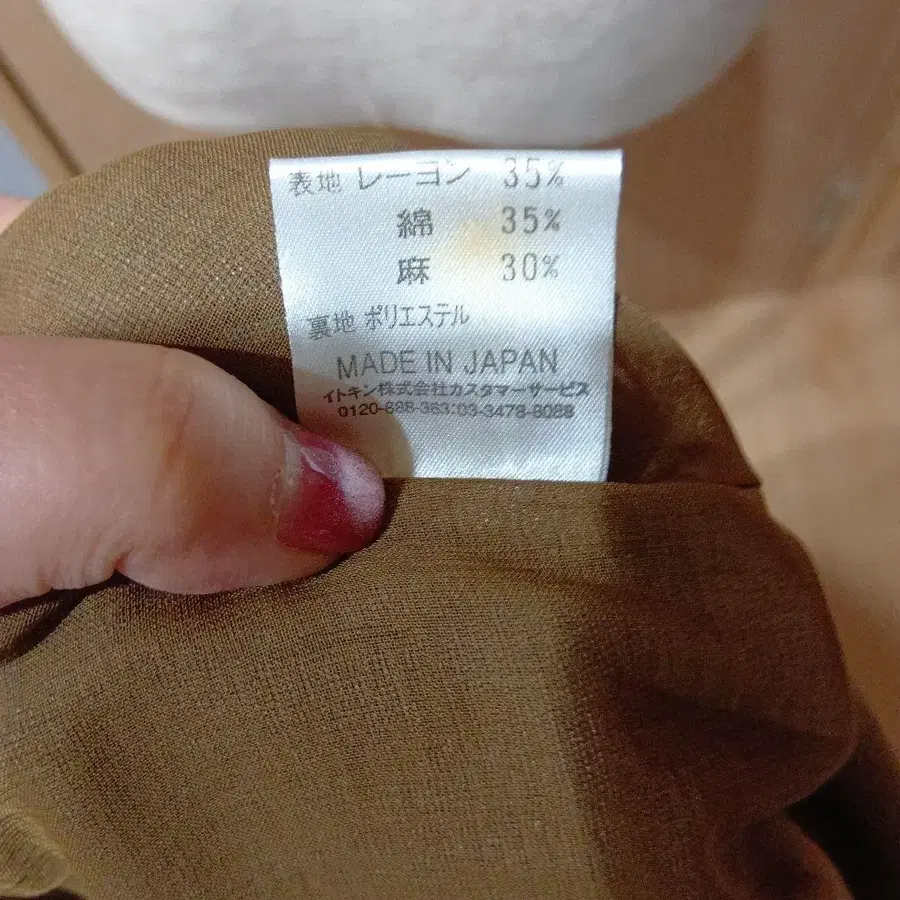 表地 レーヨン 35%
綿 35%
麻 30%
裏地 ポリエステル
MADE IN JAPAN
イトキン株式会社カスタマーサービス
0120-888-363:03-3478-8088